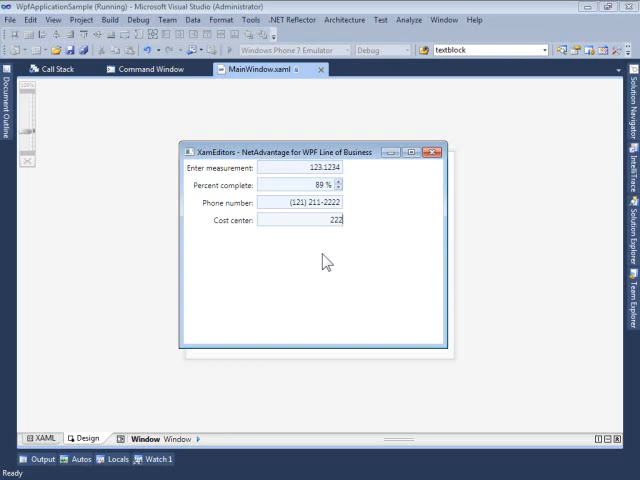 WpfApplicationSample (Running) - Microsoft Visual Studio (Administrator)
File Edit View Project Build Debug Team Data Format Tools .NET Reflector Architecture Test Analyze Window Help
Windows Phone 7 Emulator Debug textblock
Call Stack Command Window MainWindow.xaml
Document Outline
100%
XamEditors - NetAdvantage for WPF Line of Business
Enter measurement: 123.1234
Percent complete: 89 %
Phone number: (121) 211-2222
Cost center: 222
Solution Navigator
IntelliTrace
Solution Explorer
Team Explorer
XAML Design Window Window
Output Autos Locals Watch 1
Ready